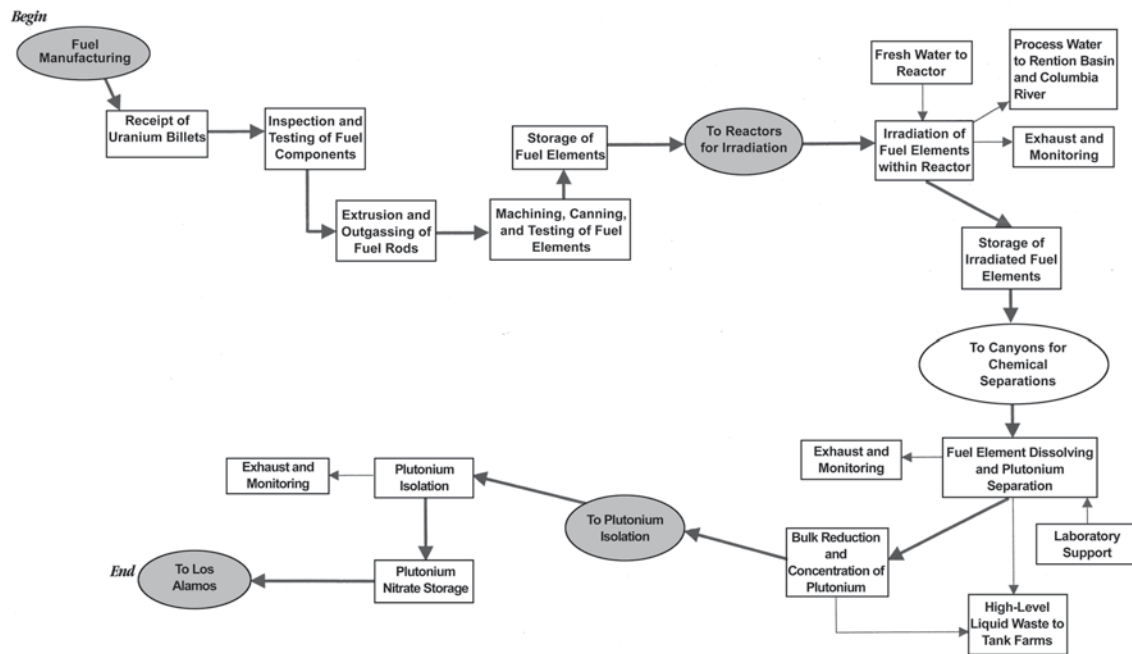 Begin
Fuel
Manufacturing
Receipt of
Uranium Billets
Inspection and
Testing of Fuel
Components
Extrusion and
Outgassing of
Fuel Rods
Machining, Canning,
and Testing of Fuel
Elements
Storage of
Fuel Elements
To Reactors
for Irradiation
Fresh Water to
Reactor
Process Water
to Rention Basin
and Columbia
River
Irradiation of
Fuel Elements
within Reactor
Exhaust and
Monitoring
Storage of
Irradiated Fuel
Elements
To Canyons for
Chemical
Separations
Fuel Element Dissolving
and Plutonium
Separation
Exhaust and
Monitoring
Laboratory
Support
Bulk Reduction
and
Concentration of
Plutonium
High-Level
Liquid Waste to
Tank Farms
To Plutonium
Isolation
Plutonium
Isolation
Exhaust and
Monitoring
Plutonium
Nitrate Storage
End
To Los
Alamos